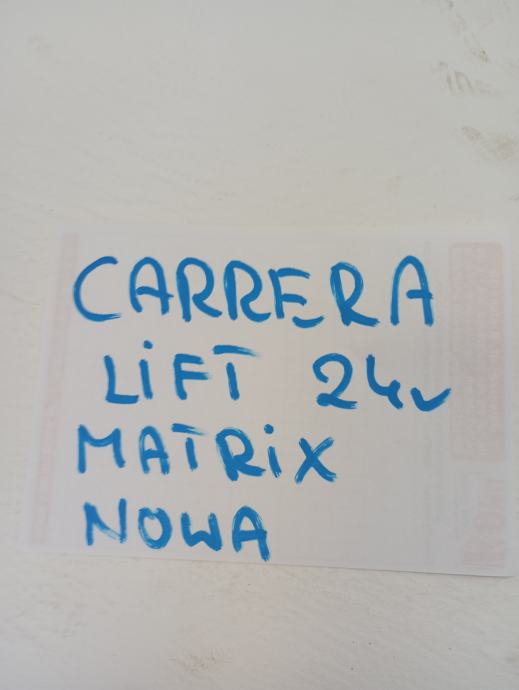 CARRERA
LiFT 24v
MATRiX
NOWA